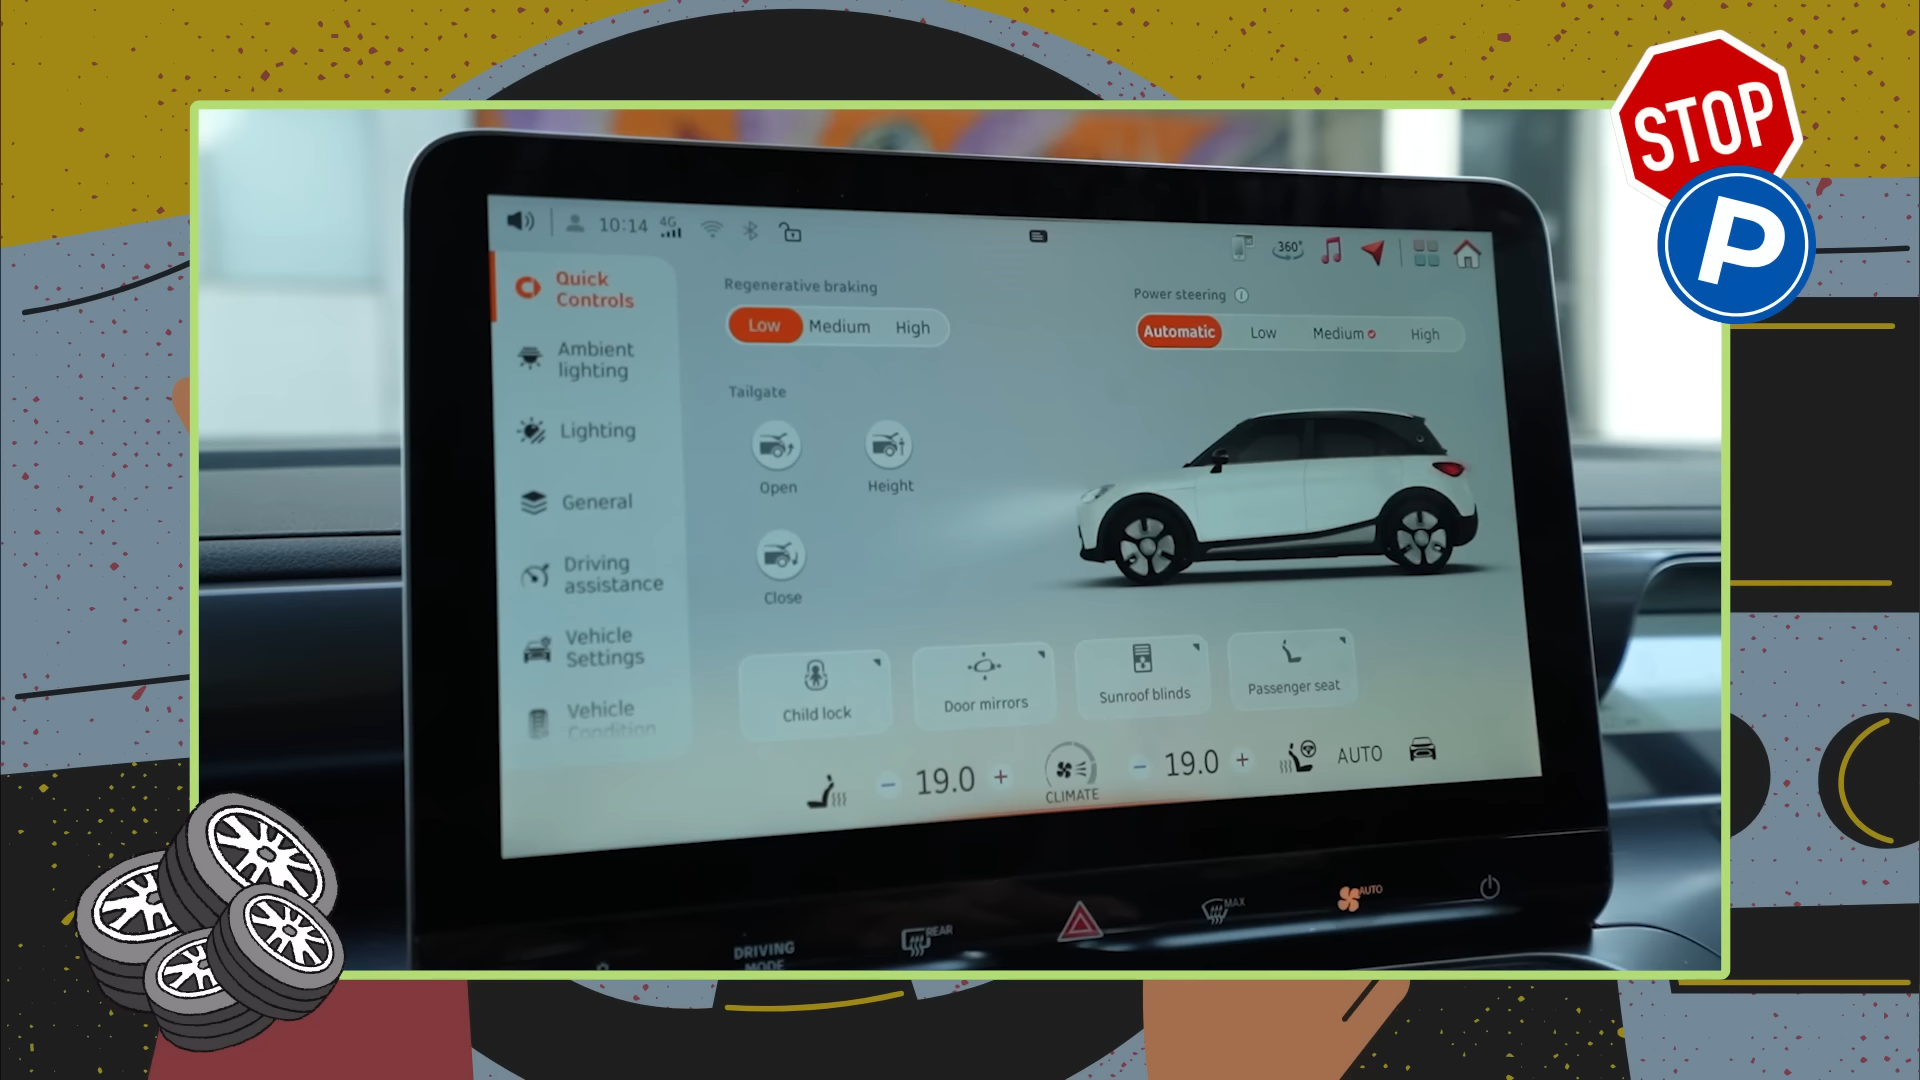 STOP
P
10:14 4G
360°
Quick
Controls
Ambient
lighting
Lighting
General
Driving
assistance
Vehicle
Settings
Vehicle
Condition
Regenerative braking
Low Medium High
Power steering
Automatic Low Medium High
Tailgate
Open Height
Close
Child lock
Door mirrors
Sunroof blinds
Passenger seat
− 19.0 +
CLIMATE
− 19.0 +
AUTO
DRIVING
MODE
REAR
MAX
AUTO